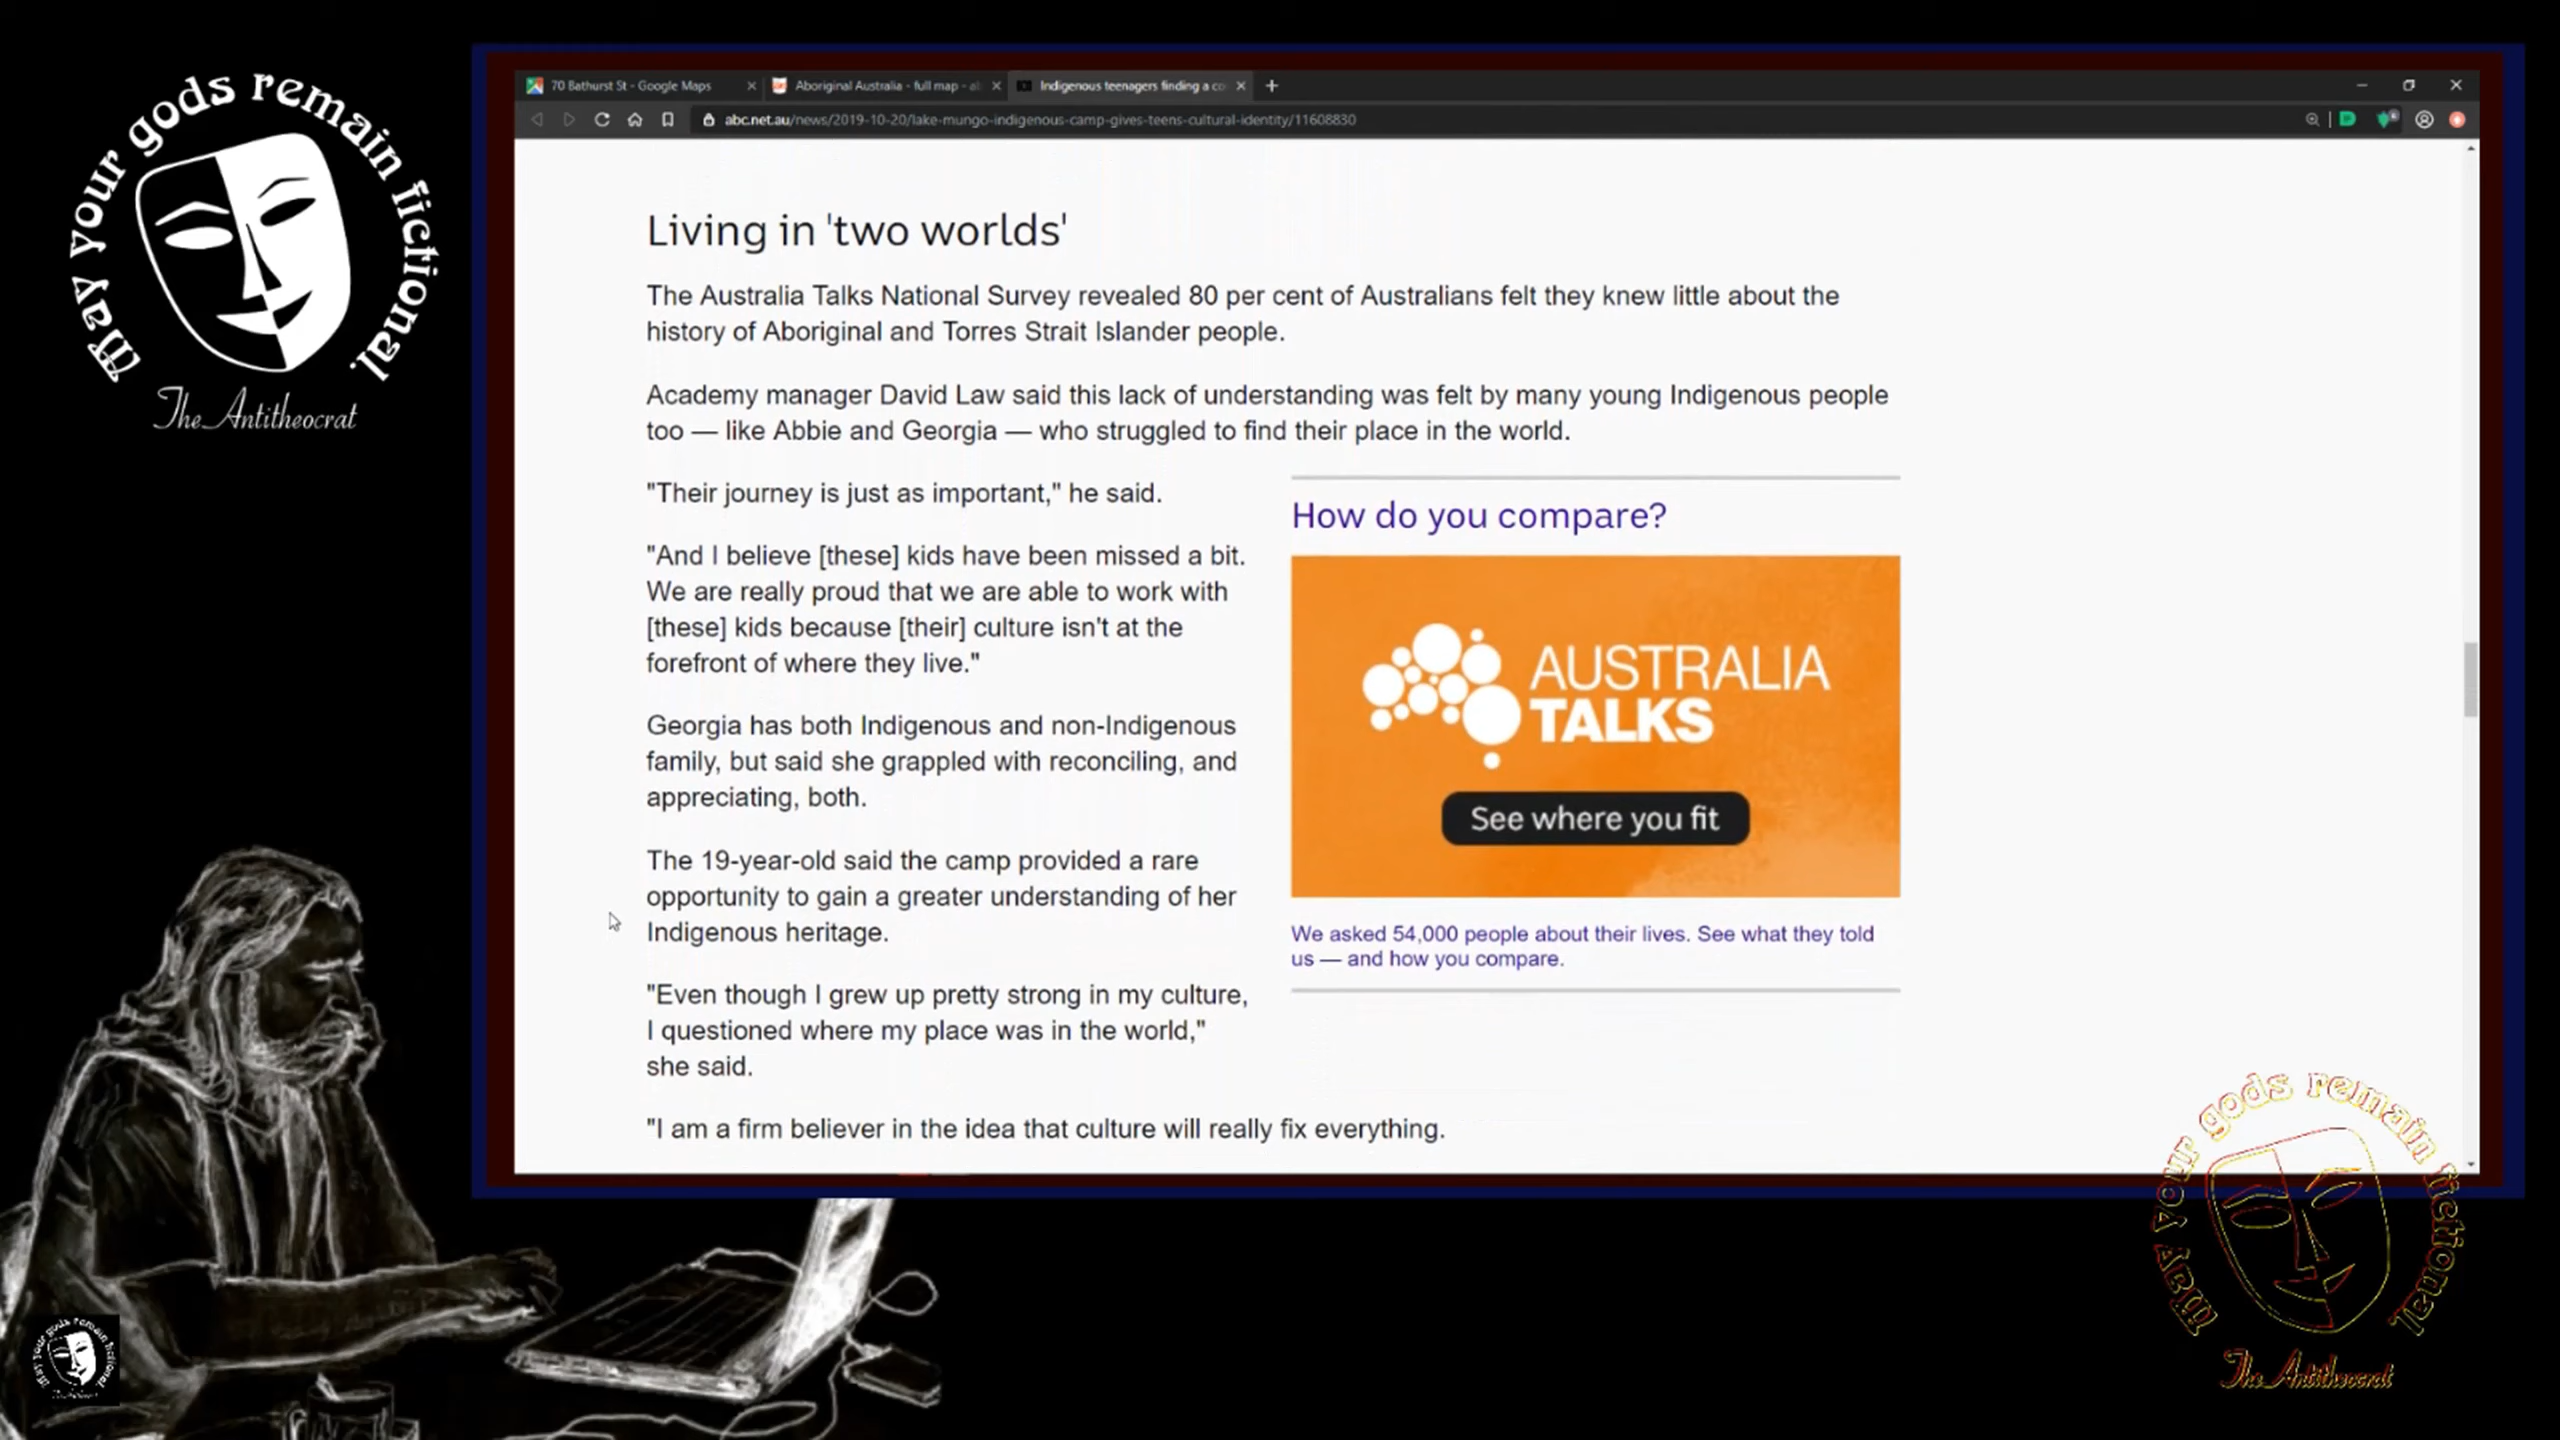 May your gods remain fictional.
The Antitheocrat
70 Bathurst St - Google Maps
Aboriginal Australia - full map - a
Indigenous teenagers finding a co
abc.net.au/news/2019-10-20/lake-mungo-indigenous-camp-gives-teens-cultural-identity/11608830
Living in 'two worlds'
The Australia Talks National Survey revealed 80 per cent of Australians felt they knew little about the
history of Aboriginal and Torres Strait Islander people.
Academy manager David Law said this lack of understanding was felt by many young Indigenous people
too — like Abbie and Georgia — who struggled to find their place in the world.
"Their journey is just as important," he said.
"And I believe [these] kids have been missed a bit.
We are really proud that we are able to work with
[these] kids because [their] culture isn't at the
forefront of where they live."
Georgia has both Indigenous and non-Indigenous
family, but said she grappled with reconciling, and
appreciating, both.
The 19-year-old said the camp provided a rare
opportunity to gain a greater understanding of her
Indigenous heritage.
"Even though I grew up pretty strong in my culture,
I questioned where my place was in the world,"
she said.
"I am a firm believer in the idea that culture will really fix everything.
How do you compare?
AUSTRALIA
TALKS
See where you fit
We asked 54,000 people about their lives. See what they told
us — and how you compare.
May your gods remain fictional
The Antitheocrat
May your gods remain fictional
The Antitheocrat